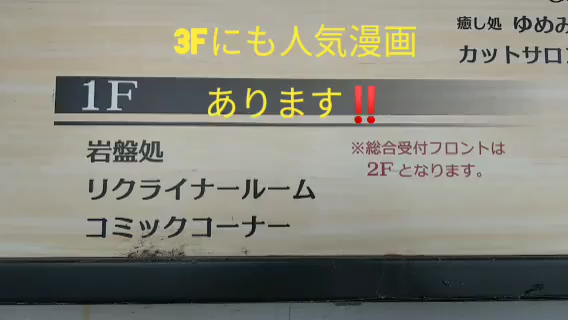 癒し処 ゆめみ
カットサロン
3Fにも人気漫画
あります‼️
1F
岩盤処
リクライナールーム
コミックコーナー
※総合受付フロントは
2Fとなります。